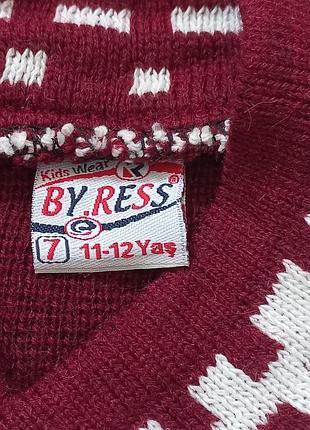 Kids Wear R
BY.RESS
7 11-12 Yaş